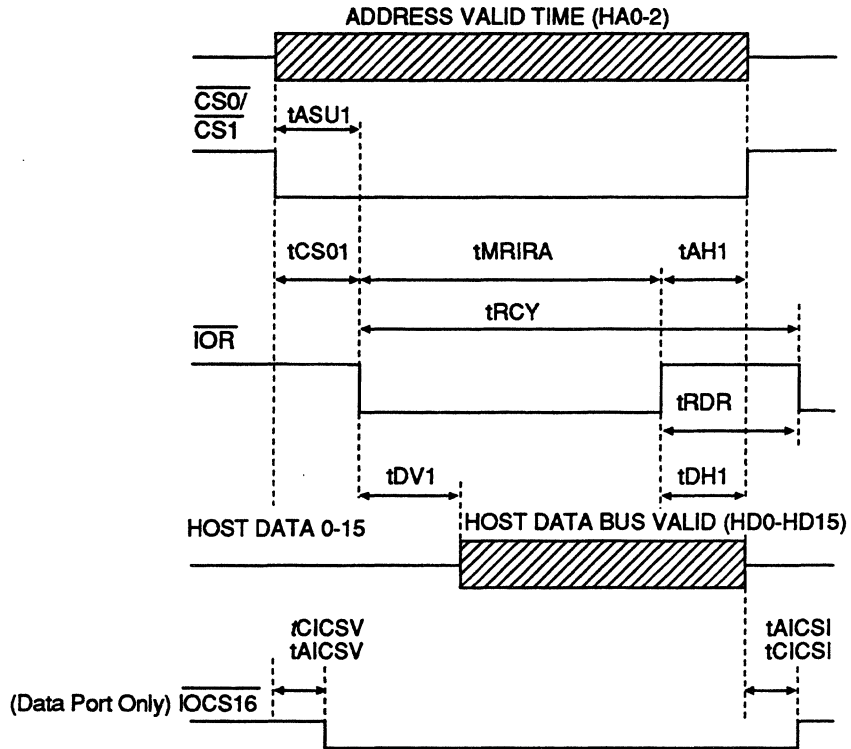 ADDRESS VALID TIME (HA0-2)
CS0/
CS1
tASU1
tCS01 tMRIRA tAH1
tRCY
IOR
tRDR
tDV1 tDH1
HOST DATA 0-15 HOST DATA BUS VALID (HD0-HD15)
tCICSV
tAICSV
tAICSI
tCICSI
(Data Port Only) IOCS16